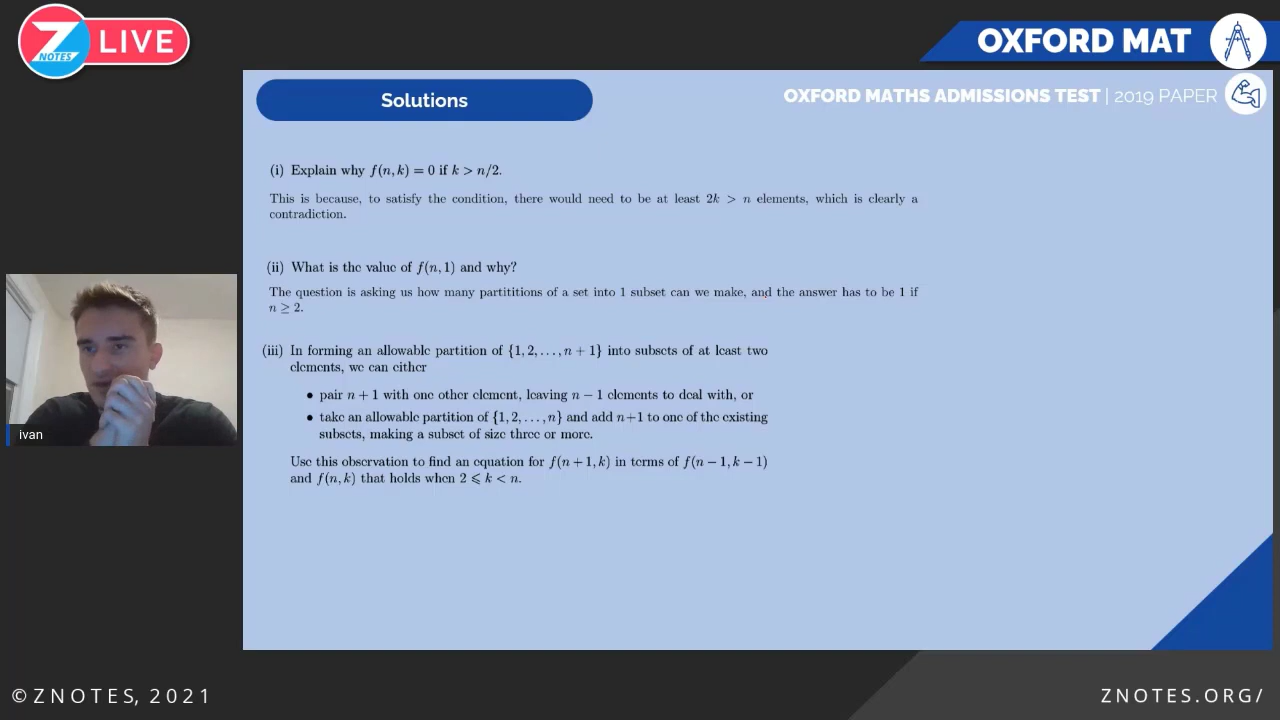 Z NOTES LIVE
OXFORD MAT
Solutions
OXFORD MATHS ADMISSIONS TEST | 2019 PAPER
(i) Explain why f(n, k) = 0 if k > n/2.
This is because, to satisfy the condition, there would need to be at least 2k > n elements, which is clearly a
contradiction.
(ii) What is the value of f(n, 1) and why?
The question is asking us how many partititions of a set into 1 subset can we make, and the answer has to be 1 if
n ≥ 2.
(iii) In forming an allowable partition of {1, 2, . . . , n + 1} into subsets of at least two
elements, we can either
• pair n + 1 with one other element, leaving n − 1 elements to deal with, or
• take an allowable partition of {1, 2, . . . , n} and add n+1 to one of the existing
subsets, making a subset of size three or more.
Use this observation to find an equation for f(n + 1, k) in terms of f(n − 1, k − 1)
and f(n, k) that holds when 2 ⩽ k < n.
ivan
© ZNOTES, 2021
ZNOTES.ORG/